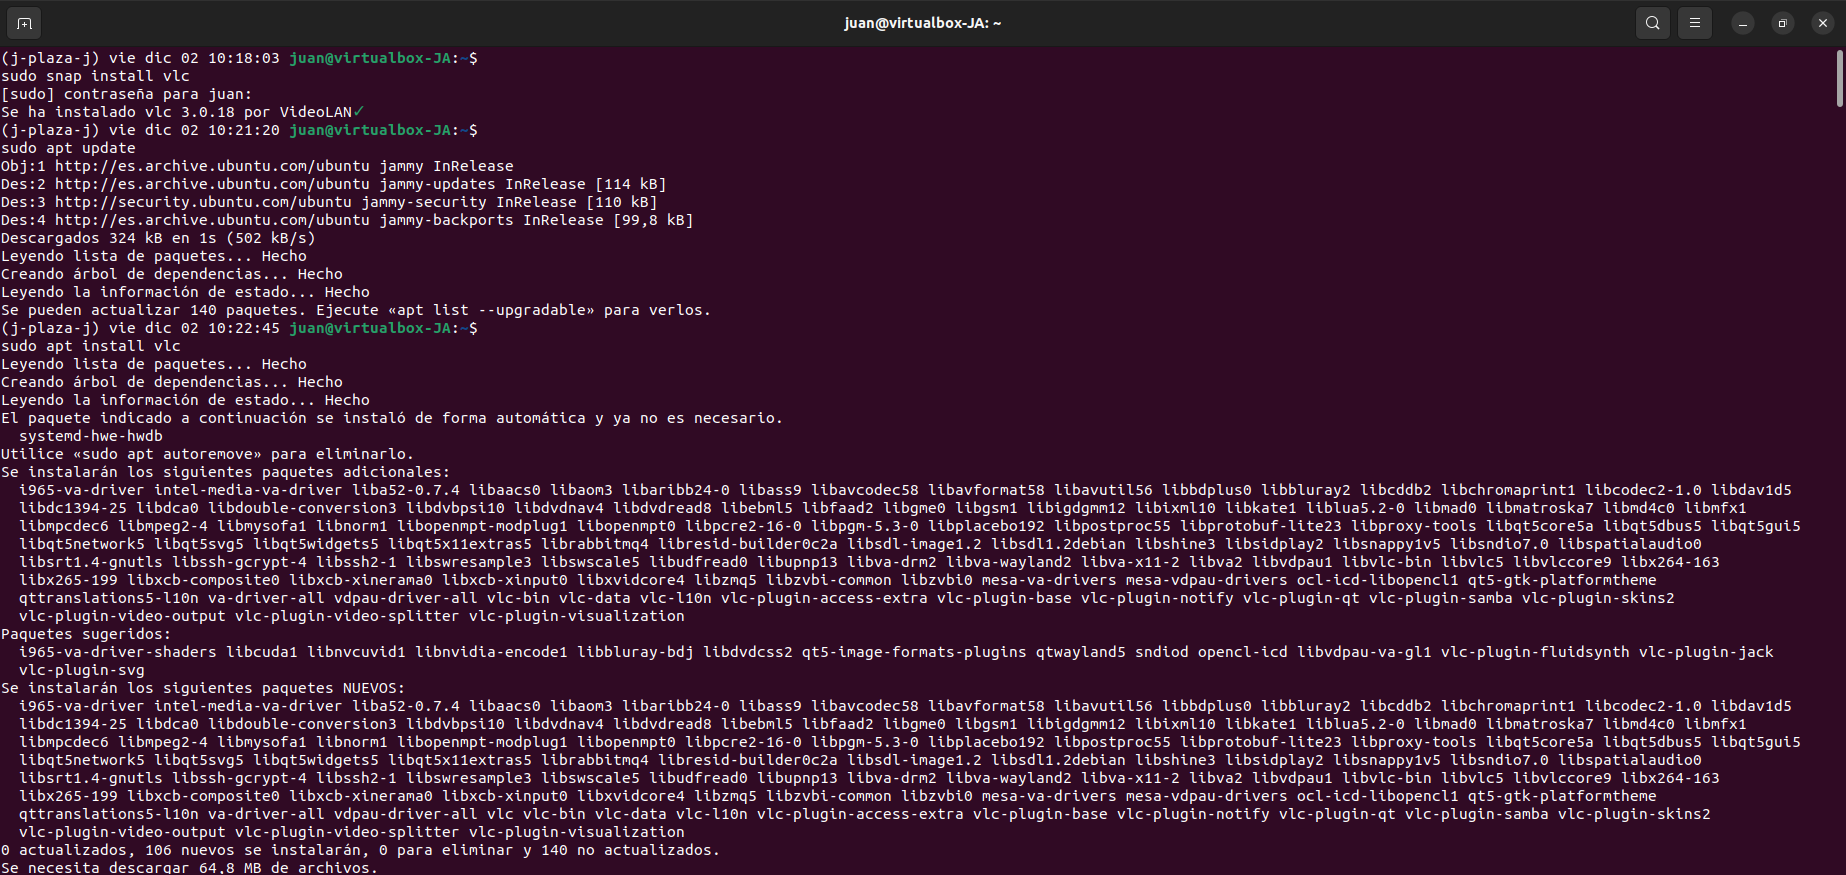 juan@virtualbox-JA: ~
(j-plaza-j) vie dic 02 10:18:03 juan@virtualbox-JA:~$
sudo snap install vlc
[sudo] contraseña para juan:
Se ha instalado vlc 3.0.18 por VideoLAN✓
(j-plaza-j) vie dic 02 10:21:20 juan@virtualbox-JA:~$
sudo apt update
Obj:1 http://es.archive.ubuntu.com/ubuntu jammy InRelease
Des:2 http://es.archive.ubuntu.com/ubuntu jammy-updates InRelease [114 kB]
Des:3 http://security.ubuntu.com/ubuntu jammy-security InRelease [110 kB]
Des:4 http://es.archive.ubuntu.com/ubuntu jammy-backports InRelease [99,8 kB]
Descargados 324 kB en 1s (502 kB/s)
Leyendo lista de paquetes... Hecho
Creando árbol de dependencias... Hecho
Leyendo la información de estado... Hecho
Se pueden actualizar 140 paquetes. Ejecute «apt list --upgradable» para verlos.
(j-plaza-j) vie dic 02 10:22:45 juan@virtualbox-JA:~$
sudo apt install vlc
Leyendo lista de paquetes... Hecho
Creando árbol de dependencias... Hecho
Leyendo la información de estado... Hecho
El paquete indicado a continuación se instaló de forma automática y ya no es necesario.
  systemd-hwe-hwdb
Utilice «sudo apt autoremove» para eliminarlo.
Se instalarán los siguientes paquetes adicionales:
  i965-va-driver intel-media-va-driver liba52-0.7.4 libaacs0 libaom3 libaribb24-0 libass9 libavcodec58 libavformat58 libavutil56 libbdplus0 libbluray2 libcddb2 libchromaprint1 libcodec2-1.0 libdav1d5
  libdc1394-25 libdca0 libdouble-conversion3 libdvbpsi10 libdvdnav4 libdvdread8 libebml5 libfaad2 libgme0 libgsm1 libigdgmm12 libixml10 libkate1 liblua5.2-0 libmad0 libmatroska7 libmd4c0 libmfx1
  libmpcdec6 libmpeg2-4 libmysofa1 libnorm1 libopenmpt-modplug1 libopenmpt0 libpcre2-16-0 libpgm-5.3-0 libplacebo192 libpostproc55 libprotobuf-lite23 libproxy-tools libqt5core5a libqt5dbus5 libqt5gui5
  libqt5network5 libqt5svg5 libqt5widgets5 libqt5x11extras5 librabbitmq4 libresid-builder0c2a libsdl-image1.2 libsdl1.2debian libshine3 libsidplay2 libsnappy1v5 libsndio7.0 libspatialaudio0
  libsrt1.4-gnutls libssh-gcrypt-4 libssh2-1 libswresample3 libswscale5 libudfread0 libupnp13 libva-drm2 libva-wayland2 libva-x11-2 libva2 libvdpau1 libvlc-bin libvlc5 libvlccore9 libx264-163
  libx265-199 libxcb-composite0 libxcb-xinerama0 libxcb-xinput0 libxvidcore4 libzmq5 libzvbi-common libzvbi0 mesa-va-drivers mesa-vdpau-drivers ocl-icd-libopencl1 qt5-gtk-platformtheme
  qttranslations5-l10n va-driver-all vdpau-driver-all vlc-bin vlc-data vlc-l10n vlc-plugin-access-extra vlc-plugin-base vlc-plugin-notify vlc-plugin-qt vlc-plugin-samba vlc-plugin-skins2
  vlc-plugin-video-output vlc-plugin-video-splitter vlc-plugin-visualization
Paquetes sugeridos:
  i965-va-driver-shaders libcuda1 libnvcuvid1 libnvidia-encode1 libbluray-bdj libdvdcss2 qt5-image-formats-plugins qtwayland5 sndiod opencl-icd libvdpau-va-gl1 vlc-plugin-fluidsynth vlc-plugin-jack
  vlc-plugin-svg
Se instalarán los siguientes paquetes NUEVOS:
  i965-va-driver intel-media-va-driver liba52-0.7.4 libaacs0 libaom3 libaribb24-0 libass9 libavcodec58 libavformat58 libavutil56 libbdplus0 libbluray2 libcddb2 libchromaprint1 libcodec2-1.0 libdav1d5
  libdc1394-25 libdca0 libdouble-conversion3 libdvbpsi10 libdvdnav4 libdvdread8 libebml5 libfaad2 libgme0 libgsm1 libigdgmm12 libixml10 libkate1 liblua5.2-0 libmad0 libmatroska7 libmd4c0 libmfx1
  libmpcdec6 libmpeg2-4 libmysofa1 libnorm1 libopenmpt-modplug1 libopenmpt0 libpcre2-16-0 libpgm-5.3-0 libplacebo192 libpostproc55 libprotobuf-lite23 libproxy-tools libqt5core5a libqt5dbus5 libqt5gui5
  libqt5network5 libqt5svg5 libqt5widgets5 libqt5x11extras5 librabbitmq4 libresid-builder0c2a libsdl-image1.2 libsdl1.2debian libshine3 libsidplay2 libsnappy1v5 libsndio7.0 libspatialaudio0
  libsrt1.4-gnutls libssh-gcrypt-4 libssh2-1 libswresample3 libswscale5 libudfread0 libupnp13 libva-drm2 libva-wayland2 libva-x11-2 libva2 libvdpau1 libvlc-bin libvlc5 libvlccore9 libx264-163
  libx265-199 libxcb-composite0 libxcb-xinerama0 libxcb-xinput0 libxvidcore4 libzmq5 libzvbi-common libzvbi0 mesa-va-drivers mesa-vdpau-drivers ocl-icd-libopencl1 qt5-gtk-platformtheme
  qttranslations5-l10n va-driver-all vdpau-driver-all vlc vlc-bin vlc-data vlc-l10n vlc-plugin-access-extra vlc-plugin-base vlc-plugin-notify vlc-plugin-qt vlc-plugin-samba vlc-plugin-skins2
  vlc-plugin-video-output vlc-plugin-video-splitter vlc-plugin-visualization
0 actualizados, 106 nuevos se instalarán, 0 para eliminar y 140 no actualizados.
Se necesita descargar 64,8 MB de archivos.